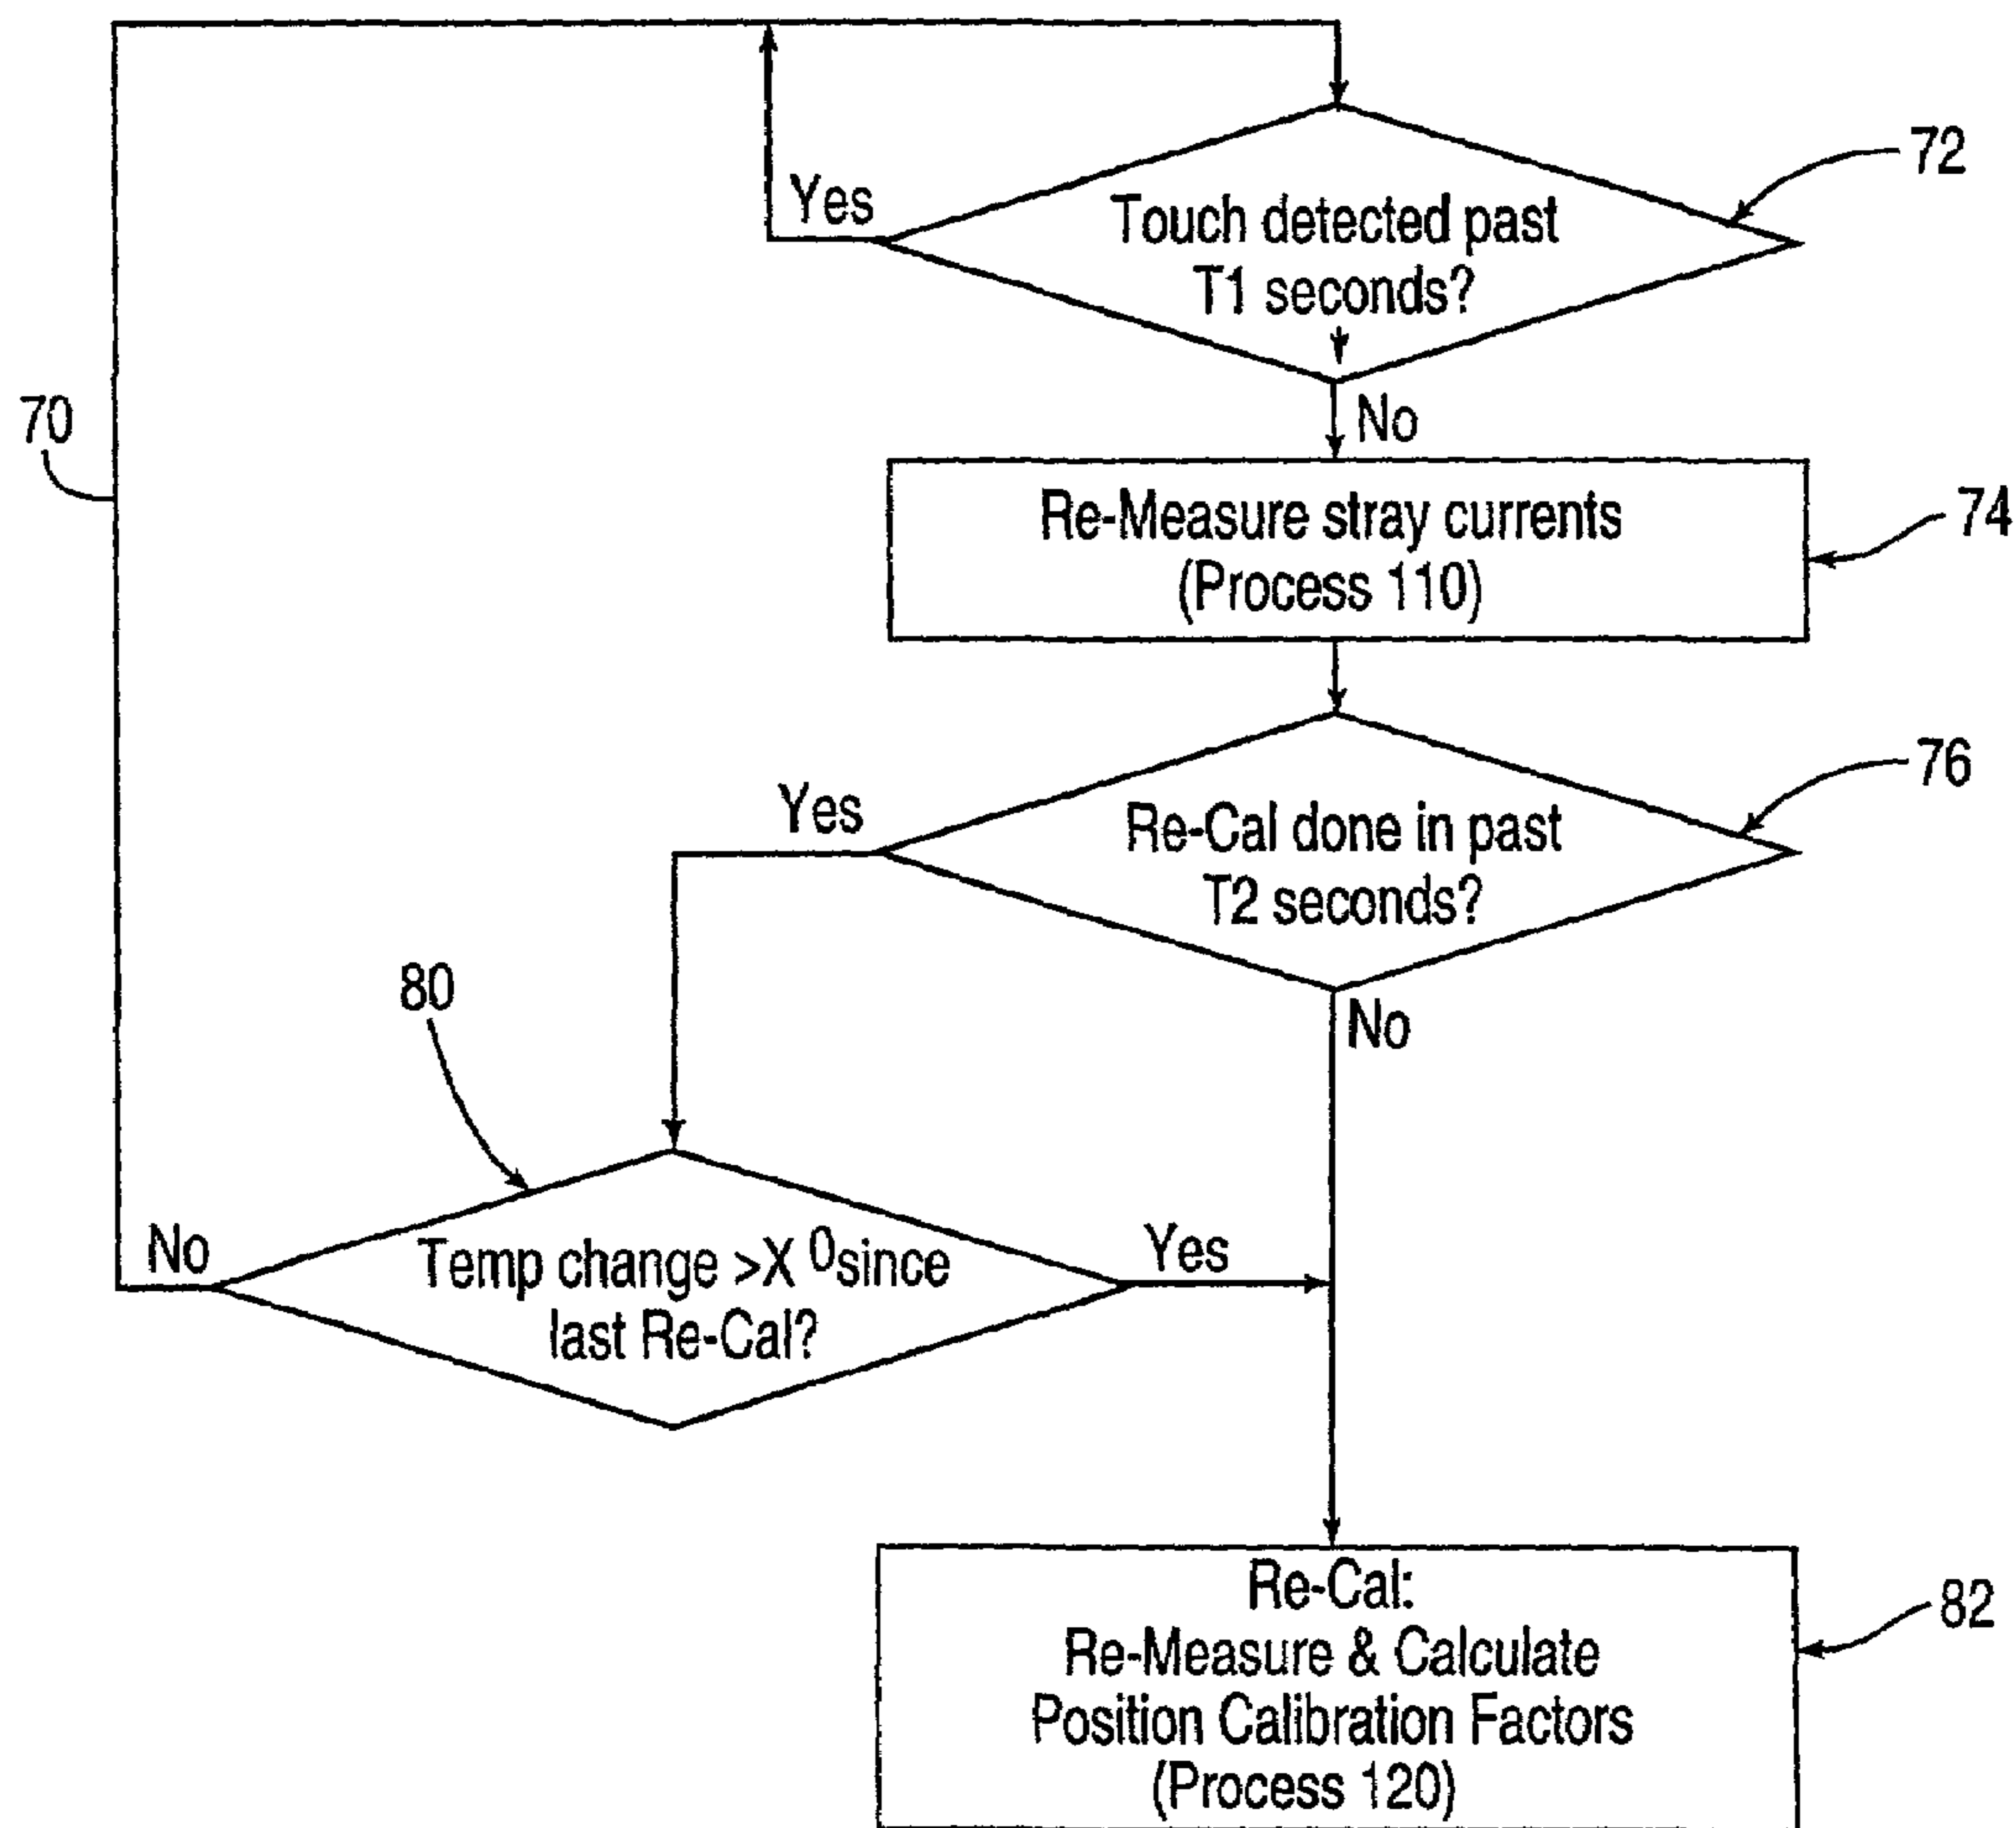 72
Yes
Touch detected past
T1 seconds?
70
No
Re-Measure stray currents
(Process 110)
74
76
Yes
Re-Cal done in past
T2 seconds?
80
No
No
Temp change >X ⁰since
last Re-Cal?
Yes
Re-Cal:
Re-Measure & Calculate
Position Calibration Factors
(Process 120)
82